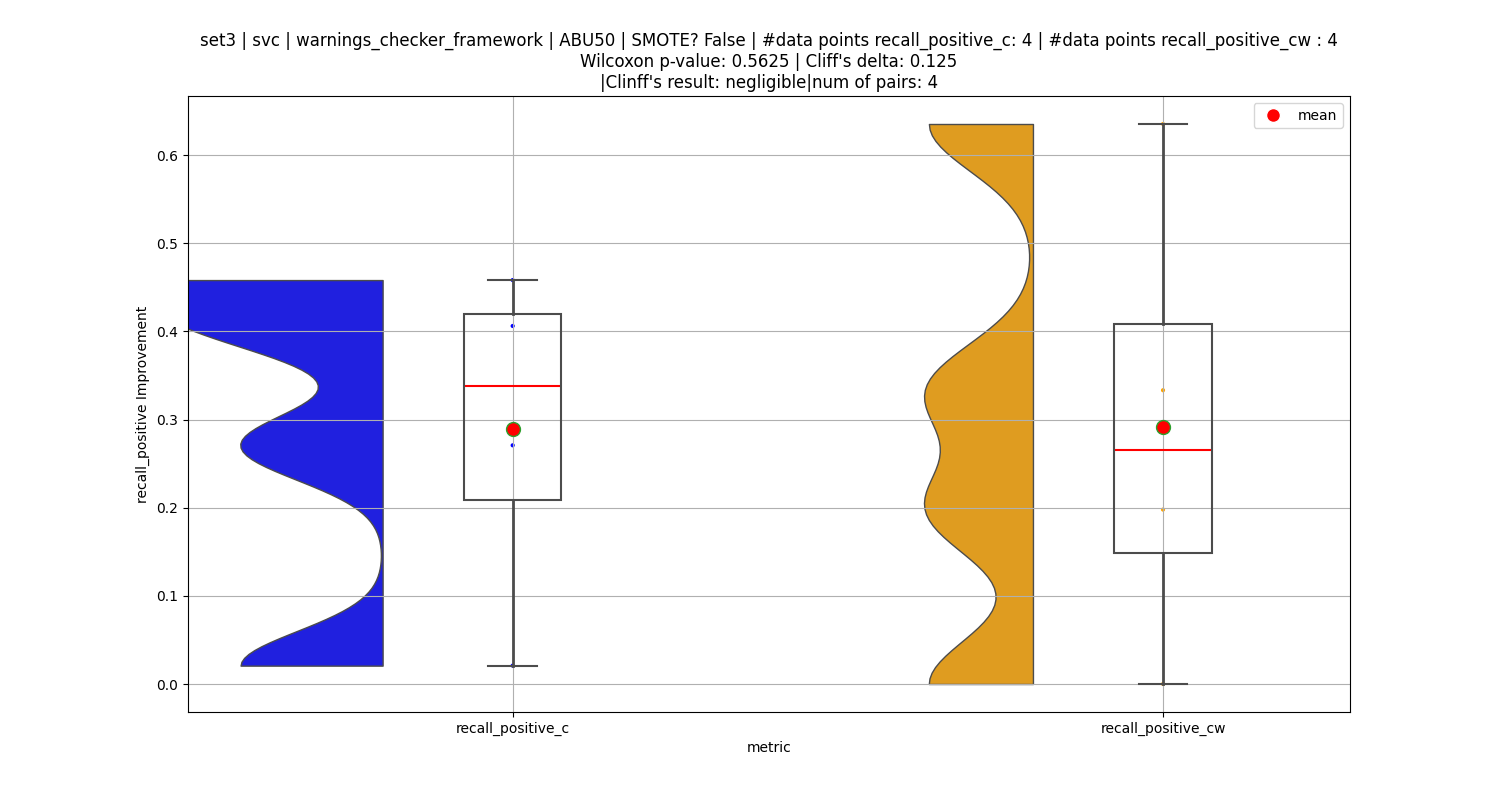 set3 | svc | warnings_checker_framework | ABU50 | SMOTE? False | #data points recall_positive_c: 4 | #data points recall_positive_cw : 4
Wilcoxon p-value: 0.5625 | Cliff's delta: 0.125
|Clinff's result: negligible|num of pairs: 4
mean
0.6
0.5
0.4
0.3
0.2
0.1
0.0
recall_positive Improvement
recall_positive_c
recall_positive_cw
metric